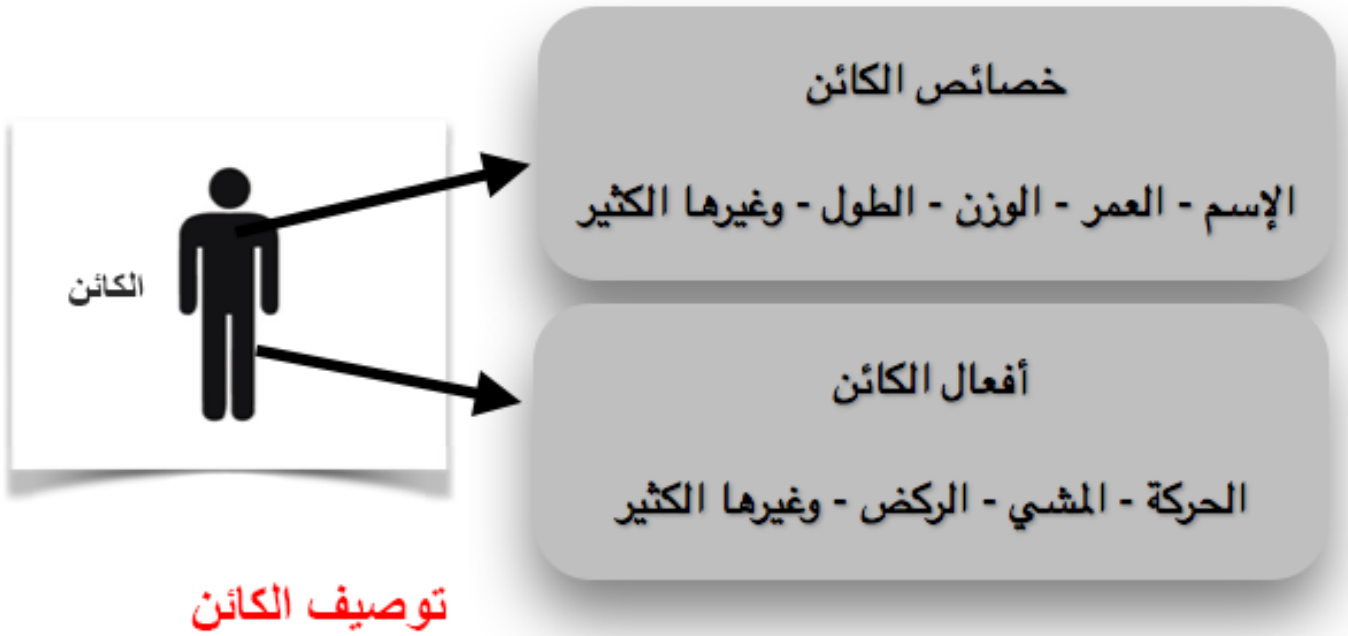 خصائص الكائن
الإسم - العمر - الوزن - الطول - وغيرها الكثير
الكائن
أفعال الكائن
الحركة - المشي - الركض - وغيرها الكثير
توصيف الكائن